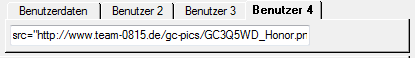 Benutzerdaten Benutzer 2 Benutzer 3 Benutzer 4
src="http://www.team-0815.de/gc-pics/GC3Q5WD_Honor.pr